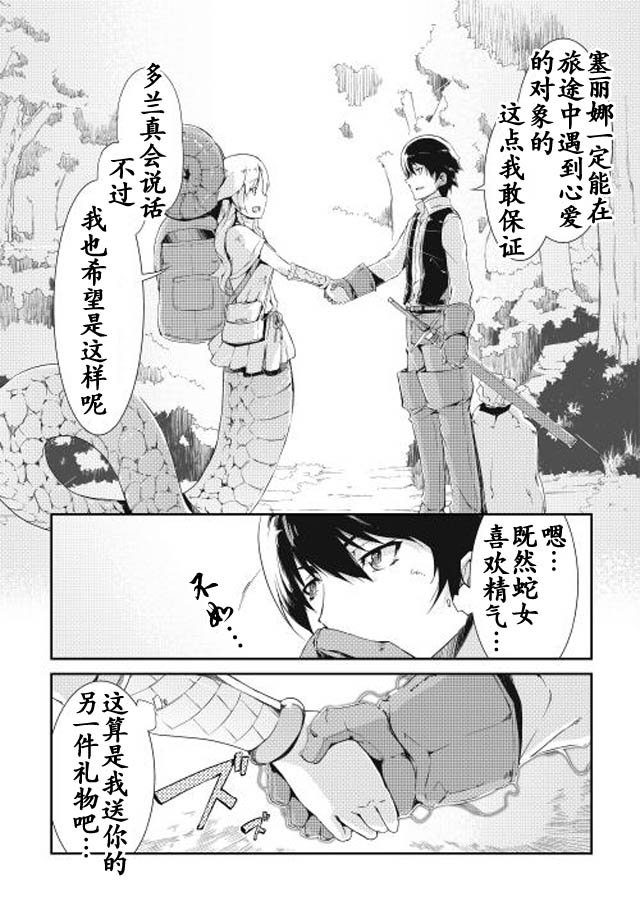 塞丽娜一定能在
旅途中遇到心爱
的对象的
这点我敢保证
多兰真会说话
不过
我也希望是这样呢
嗯…
既然蛇女
喜欢精气…
不如…
这算是我送你的
另一件礼物吧…